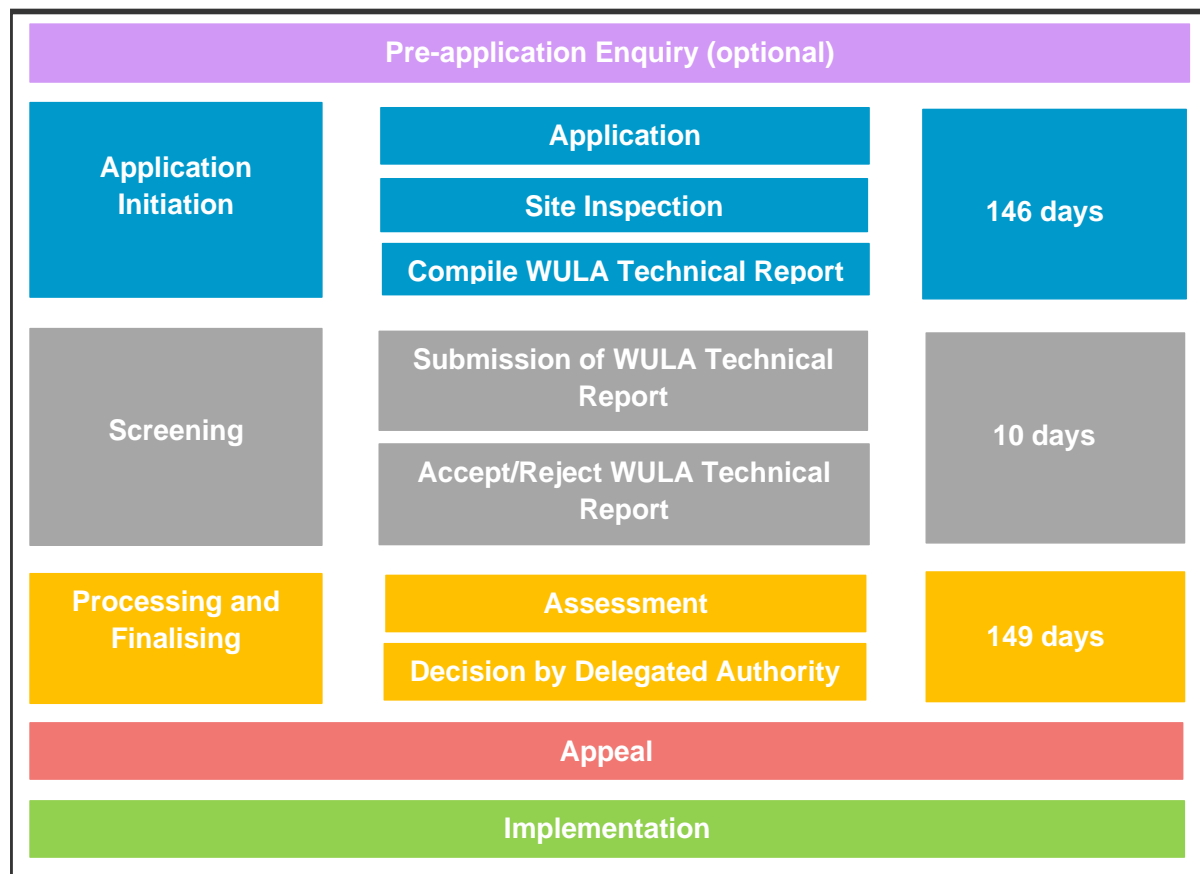 Pre-application Enquiry (optional)
Application
Initiation
Application
Site Inspection
Compile WULA Technical Report
146 days
Screening
Submission of WULA Technical
Report
Accept/Reject WULA Technical
Report
10 days
Processing and
Finalising
Assessment
Decision by Delegated Authority
149 days
Appeal
Implementation